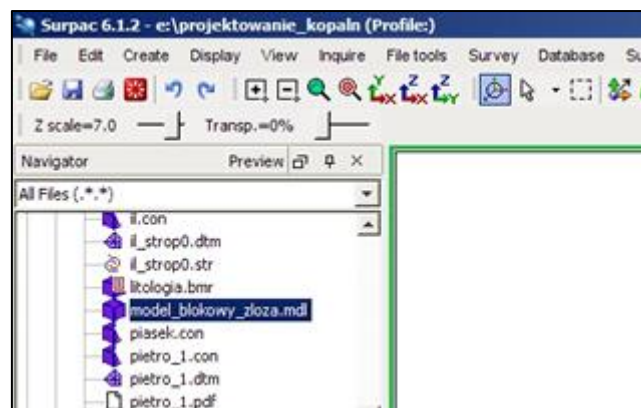 Surpac 6.1.2 - e:\projektowanie_kopaln (Profile:)
File Edit Create Display View Inquire File tools Survey Database Su
Z scale=7.0 Transp.=0%
Navigator Preview
All Files (.*.*)
il.con
il_strop0.dtm
il_strop0.str
litologia.bmr
model_blokowy_zloza.mdl
piasek.con
pietro_1.con
pietro_1.dtm
pietro_1.pdf